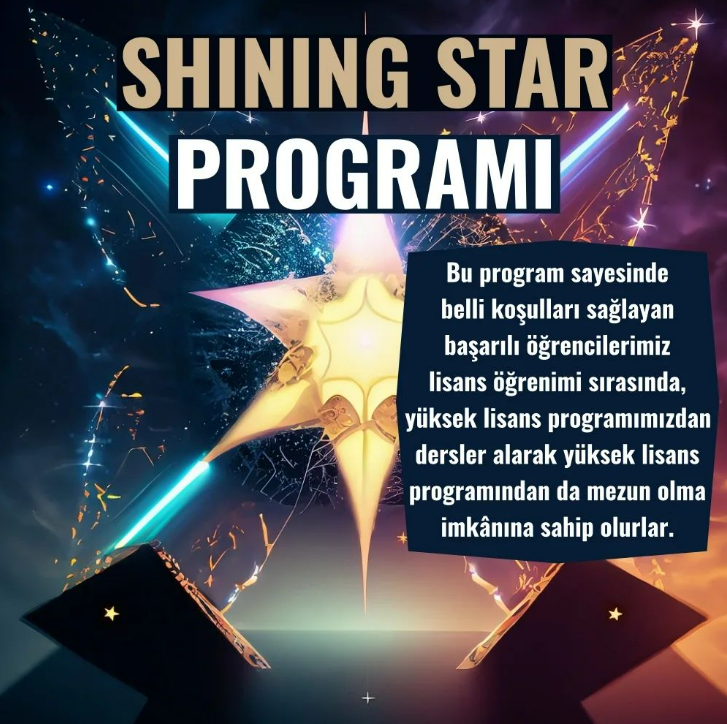 SHINING STAR
PROGRAMI
Bu program sayesinde
belli koşulları sağlayan
başarılı öğrencilerimiz
lisans öğrenimi sırasında,
yüksek lisans programımızdan
dersler alarak yüksek lisans
programından da mezun olma
imkânına sahip olurlar.